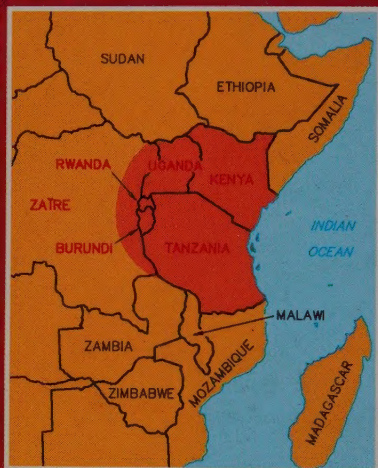 SUDAN
ETHIOPIA
SOMALIA
RWANDA
UGANDA
KENYA
ZAIRE
INDIAN
OCEAN
BURUNDI
TANZANIA
MALAWI
ZAMBIA
MOZAMBIQUE
ZIMBABWE
MADAGASCAR